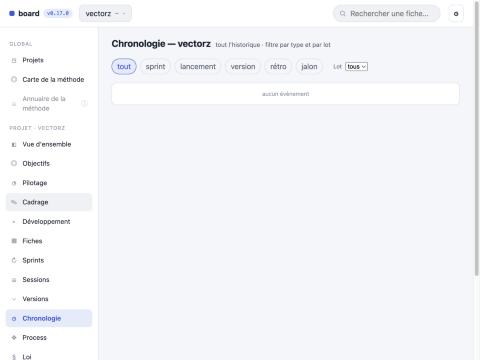 board v0.17.0 vectorz
Rechercher une fiche...
GLOBAL
Projets
Carte de la méthode
Annuaire de la
méthode
PROJET · VECTORZ
Vue d'ensemble
Objectifs
Pilotage
Cadrage
Développement
Fiches
Sprints
Sessions
Versions
Chronologie
Process
§ Loi
Chronologie — vectorz tout l'historique · filtre par type et par lot
tout sprint lancement version rétro jalon Lot tous
aucun évènement